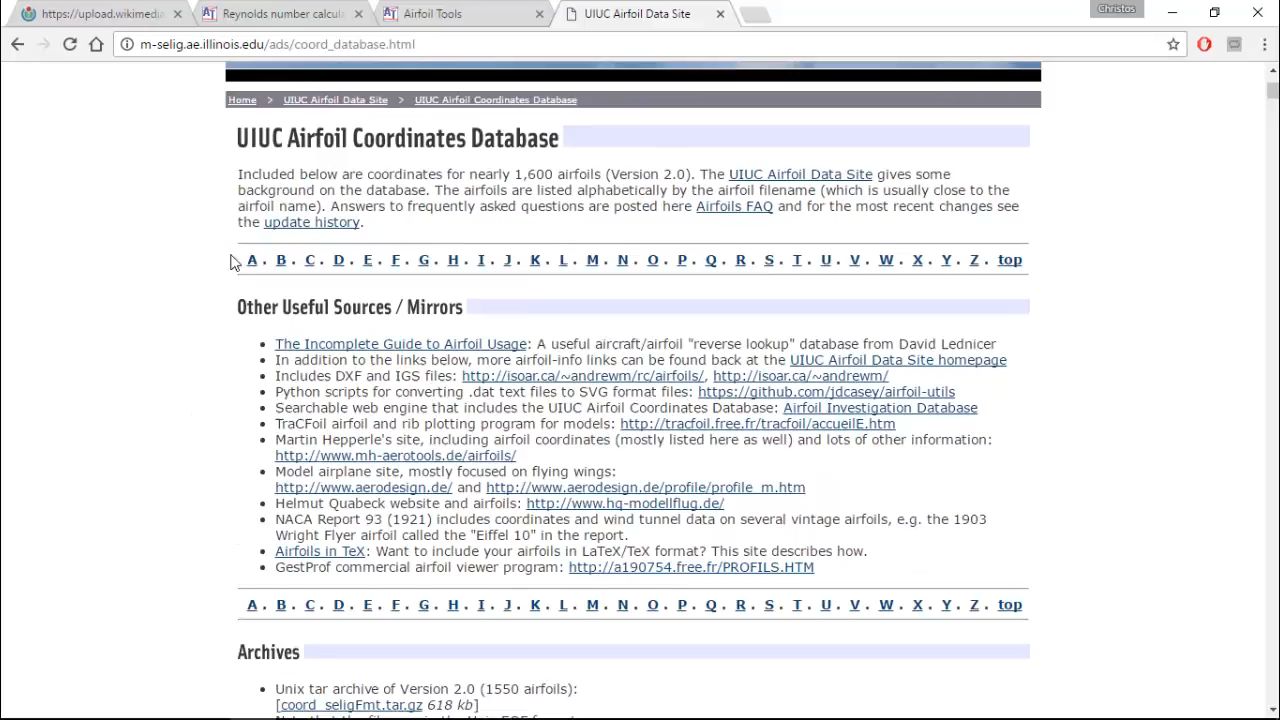 https://upload.wikimedi
Reynolds number calcula
Airfoil Tools
UIUC Airfoil Data Site
Christos
m-selig.ae.illinois.edu/ads/coord_database.html
Home > UIUC Airfoil Data Site > UIUC Airfoil Coordinates Database
UIUC Airfoil Coordinates Database
Included below are coordinates for nearly 1,600 airfoils (Version 2.0). The UIUC Airfoil Data Site gives some
background on the database. The airfoils are listed alphabetically by the airfoil filename (which is usually close to the
airfoil name). Answers to frequently asked questions are posted here Airfoils FAQ and for the most recent changes see
the update history.
A . B . C . D . E . F . G . H . I . J . K . L . M . N . O . P . Q . R . S . T . U . V . W . X . Y . Z . top
Other Useful Sources / Mirrors
• The Incomplete Guide to Airfoil Usage: A useful aircraft/airfoil "reverse lookup" database from David Lednicer
• In addition to the links below, more airfoil-info links can be found back at the UIUC Airfoil Data Site homepage
• Includes DXF and IGS files: http://isoar.ca/~andrewm/rc/airfoils/, http://isoar.ca/~andrewm/
• Python scripts for converting .dat text files to SVG format files: https://github.com/jdcasey/airfoil-utils
• Searchable web engine that includes the UIUC Airfoil Coordinates Database: Airfoil Investigation Database
• TraCFoil airfoil and rib plotting program for models: http://tracfoil.free.fr/tracfoil/accueilE.htm
• Martin Hepperle's site, including airfoil coordinates (mostly listed here as well) and lots of other information:
http://www.mh-aerotools.de/airfoils/
• Model airplane site, mostly focused on flying wings:
http://www.aerodesign.de/ and http://www.aerodesign.de/profile/profile_m.htm
• Helmut Quabeck website and airfoils: http://www.hq-modellflug.de/
• NACA Report 93 (1921) includes coordinates and wind tunnel data on several vintage airfoils, e.g. the 1903
Wright Flyer airfoil called the "Eiffel 10" in the report.
• Airfoils in TeX: Want to include your airfoils in LaTeX/TeX format? This site describes how.
• GestProf commercial airfoil viewer program: http://a190754.free.fr/PROFILS.HTM
A . B . C . D . E . F . G . H . I . J . K . L . M . N . O . P . Q . R . S . T . U . V . W . X . Y . Z . top
Archives
• Unix tar archive of Version 2.0 (1550 airfoils):
[coord_seligFmt.tar.gz 618 kb]